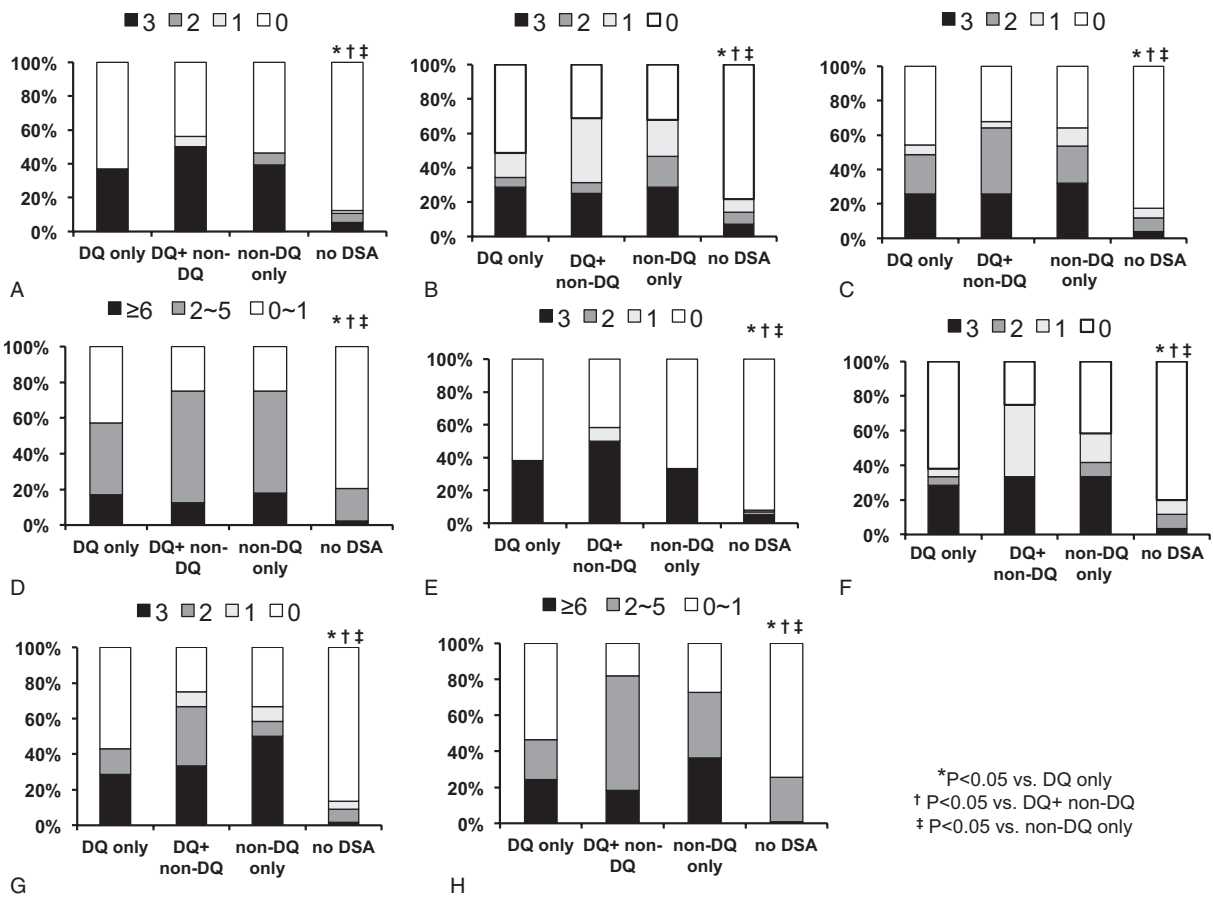 ■ 3 ■ 2 □ 1 □ 0
* † ‡
100%
80%
60%
40%
20%
0%
DQ only DQ+ non-DQ non-DQ only no DSA
A
■ 3 ■ 2 □ 1 □ 0
* † ‡
100%
80%
60%
40%
20%
0%
DQ only DQ+ non-DQ non-DQ only no DSA
B
■ 3 ■ 2 □ 1 □ 0
* † ‡
100%
80%
60%
40%
20%
0%
DQ only DQ+ non-DQ non-DQ only no DSA
C
■ ≥6 ■ 2~5 □ 0~1
* † ‡
100%
80%
60%
40%
20%
0%
DQ only DQ+ non-DQ non-DQ only no DSA
D
■ 3 ■ 2 □ 1 □ 0
* † ‡
100%
80%
60%
40%
20%
0%
DQ only DQ+ non-DQ non-DQ only no DSA
E
■ 3 ■ 2 □ 1 □ 0
* † ‡
100%
80%
60%
40%
20%
0%
DQ only DQ+ non-DQ non-DQ only no DSA
F
■ 3 ■ 2 □ 1 □ 0
* † ‡
100%
80%
60%
40%
20%
0%
DQ only DQ+ non-DQ non-DQ only no DSA
G
■ ≥6 ■ 2~5 □ 0~1
* † ‡
100%
80%
60%
40%
20%
0%
DQ only DQ+ non-DQ non-DQ only no DSA
H
*P<0.05 vs. DQ only
† P<0.05 vs. DQ+ non-DQ
‡ P<0.05 vs. non-DQ only